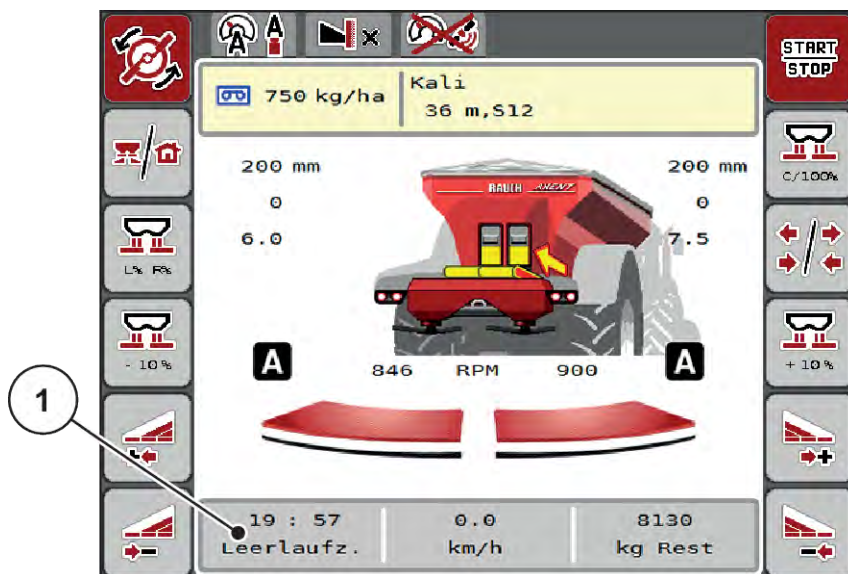 A A
START
STOP
750 kg/ha
Kali
36 m,S12
200 mm
200 mm
0
0
6.0
7.5
RAUCH AXENT
C/100%
L% R%
- 10 %
+ 10 %
A
846 RPM 900
A
1
19 : 57
0.0
8130
Leerlaufz.
km/h
kg Rest